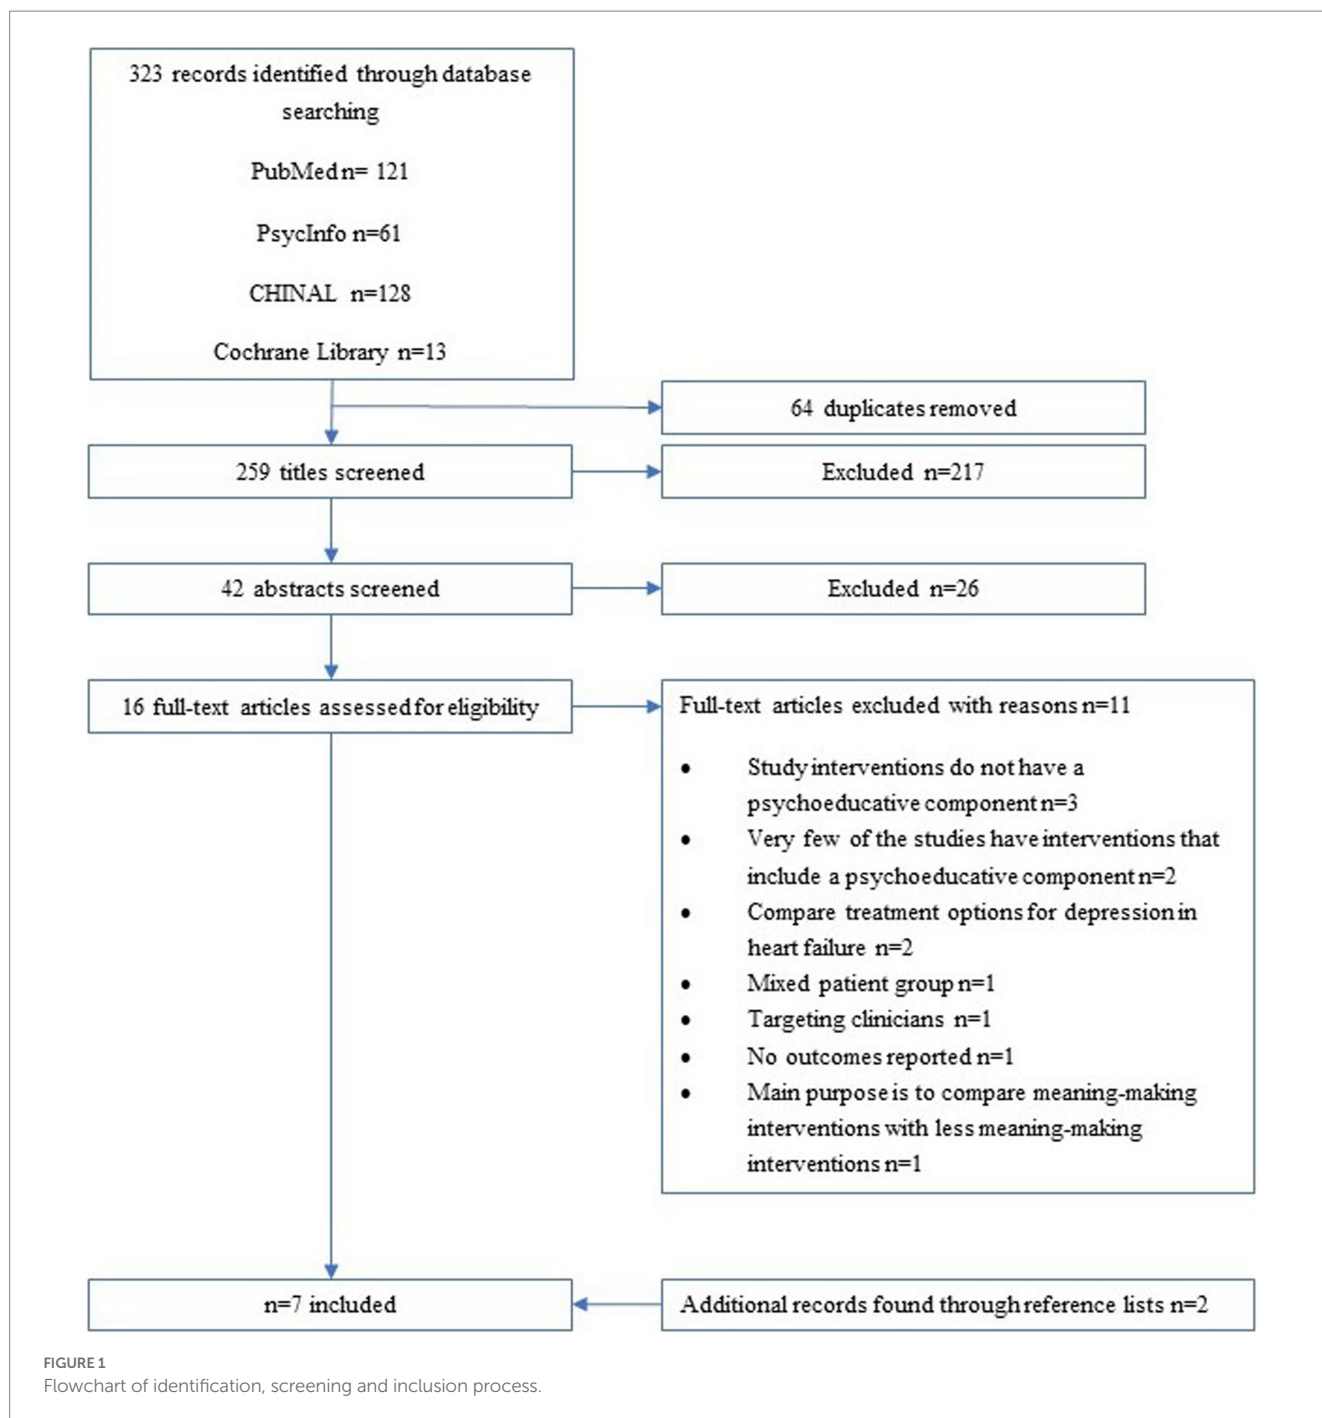 323 records identified through database
searching
PubMed n= 121
PsycInfo n=61
CHINAL n=128
Cochrane Library n=13
64 duplicates removed
259 titles screened
Excluded n=217
42 abstracts screened
Excluded n=26
16 full-text articles assessed for eligibility
Full-text articles excluded with reasons n=11
• Study interventions do not have a
psychoeducative component n=3
• Very few of the studies have interventions that
include a psychoeducative component n=2
• Compare treatment options for depression in
heart failure n=2
• Mixed patient group n=1
• Targeting clinicians n=1
• No outcomes reported n=1
• Main purpose is to compare meaning-making
interventions with less meaning-making
interventions n=1
n=7 included
Additional records found through reference lists n=2
FIGURE 1
Flowchart of identification, screening and inclusion process.